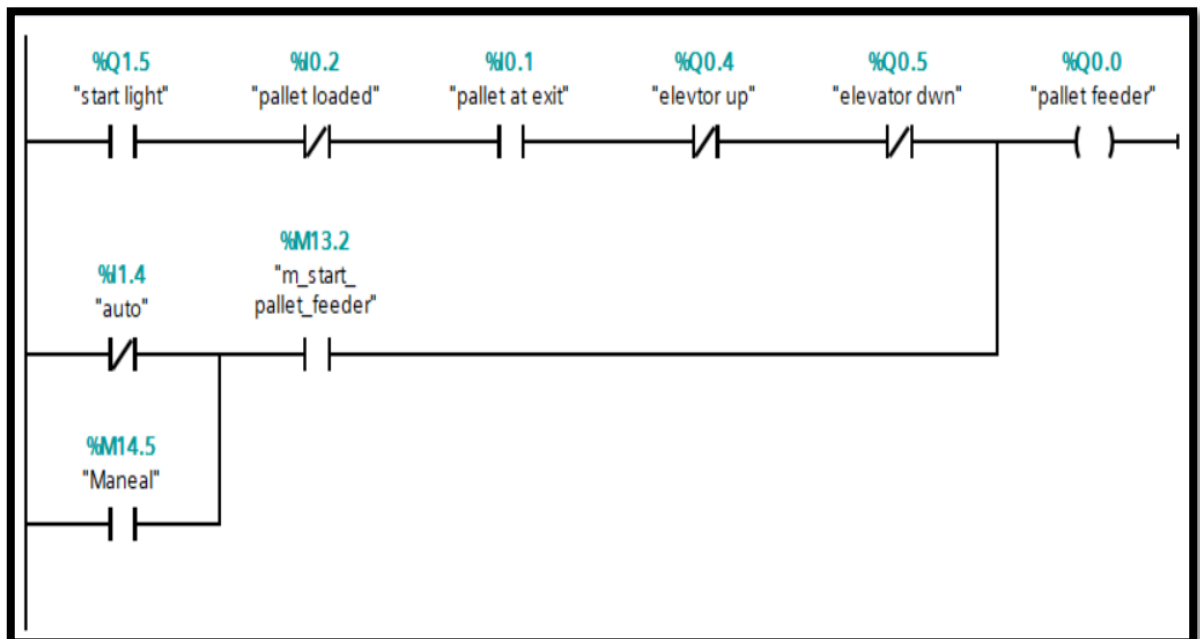 %Q1.5 %I0.2 %I0.1 %Q0.4 %Q0.5 %Q0.0
"start light" "pallet loaded" "pallet at exit" "elevtor up" "elevator dwn" "pallet feeder"
%M13.2
"m_start_
pallet_feeder"
%I1.4
"auto"
%M14.5
"Maneal"